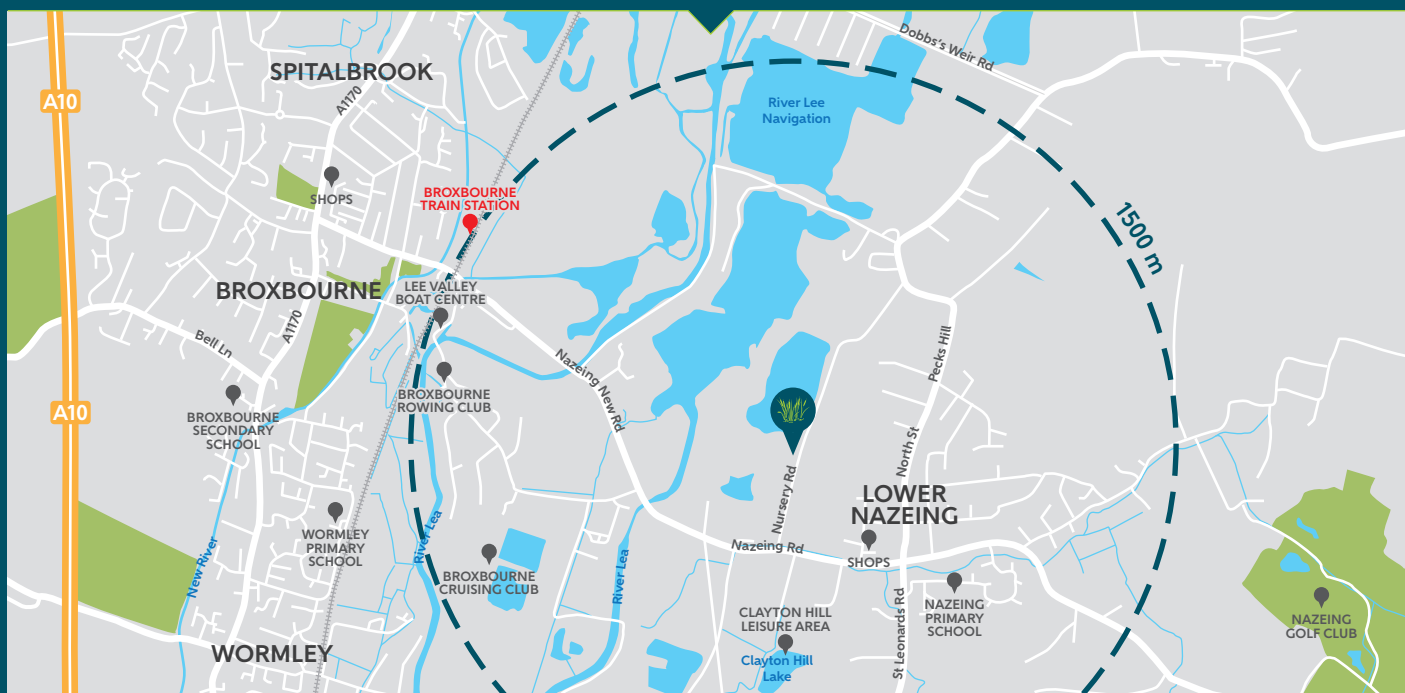 Dobbs's Weir Rd
SPITALBROOK
A10
A1170
River Lee
Navigation
SHOPS
BROXBOURNE
TRAIN STATION
1500 m
BROXBOURNE
LEE VALLEY
BOAT CENTRE
A1170
Bell Ln
Nazeing New Rd
Pecks Hill
BROXBOURNE
ROWING CLUB
A10
BROXBOURNE
SECONDARY
SCHOOL
North St
Nursery Rd
LOWER
NAZEING
WORMLEY
PRIMARY
SCHOOL
River Lea
New River
Nazeing Rd
SHOPS
BROXBOURNE
CRUISING CLUB
River Lea
NAZEING
PRIMARY
SCHOOL
CLAYTON HILL
LEISURE AREA
St Leonards Rd
NAZEING
GOLF CLUB
WORMLEY
Clayton Hill
Lake